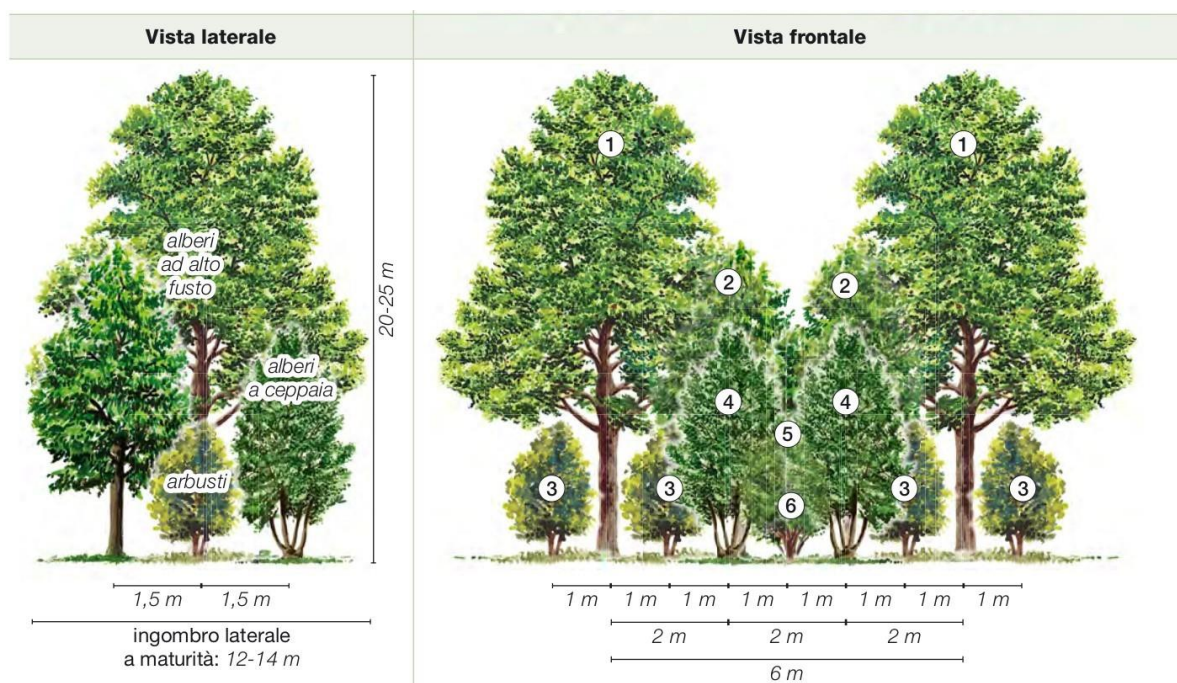 Vista laterale
alberi
ad alto
fusto
alberi
a ceppaia
arbusti
20-25 m
1,5 m 1,5 m
ingombro laterale
a maturità: 12-14 m
Vista frontale
1 1
2 2
4 4
5
3 3 3 3
6
1 m 1 m 1 m 1 m 1 m 1 m 1 m 1 m
2 m 2 m 2 m
6 m